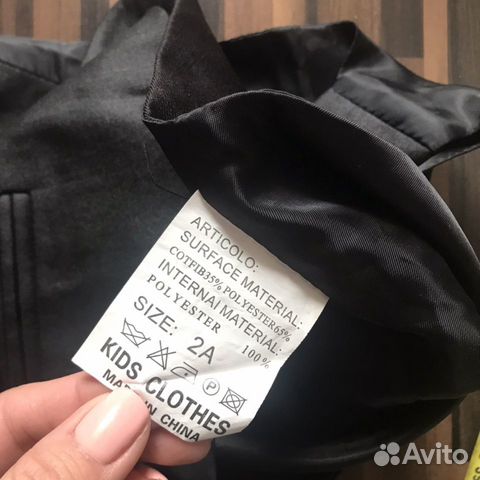 ARTICOLO:
SURFACE MATERIAL:
COTFIB35% POLYESTER65%
INTERNAI MATERIAL:
POLYESTER 100%
SIZE: 2A
P
KIDS CLOTHES
MADE IN CHINA
Avito